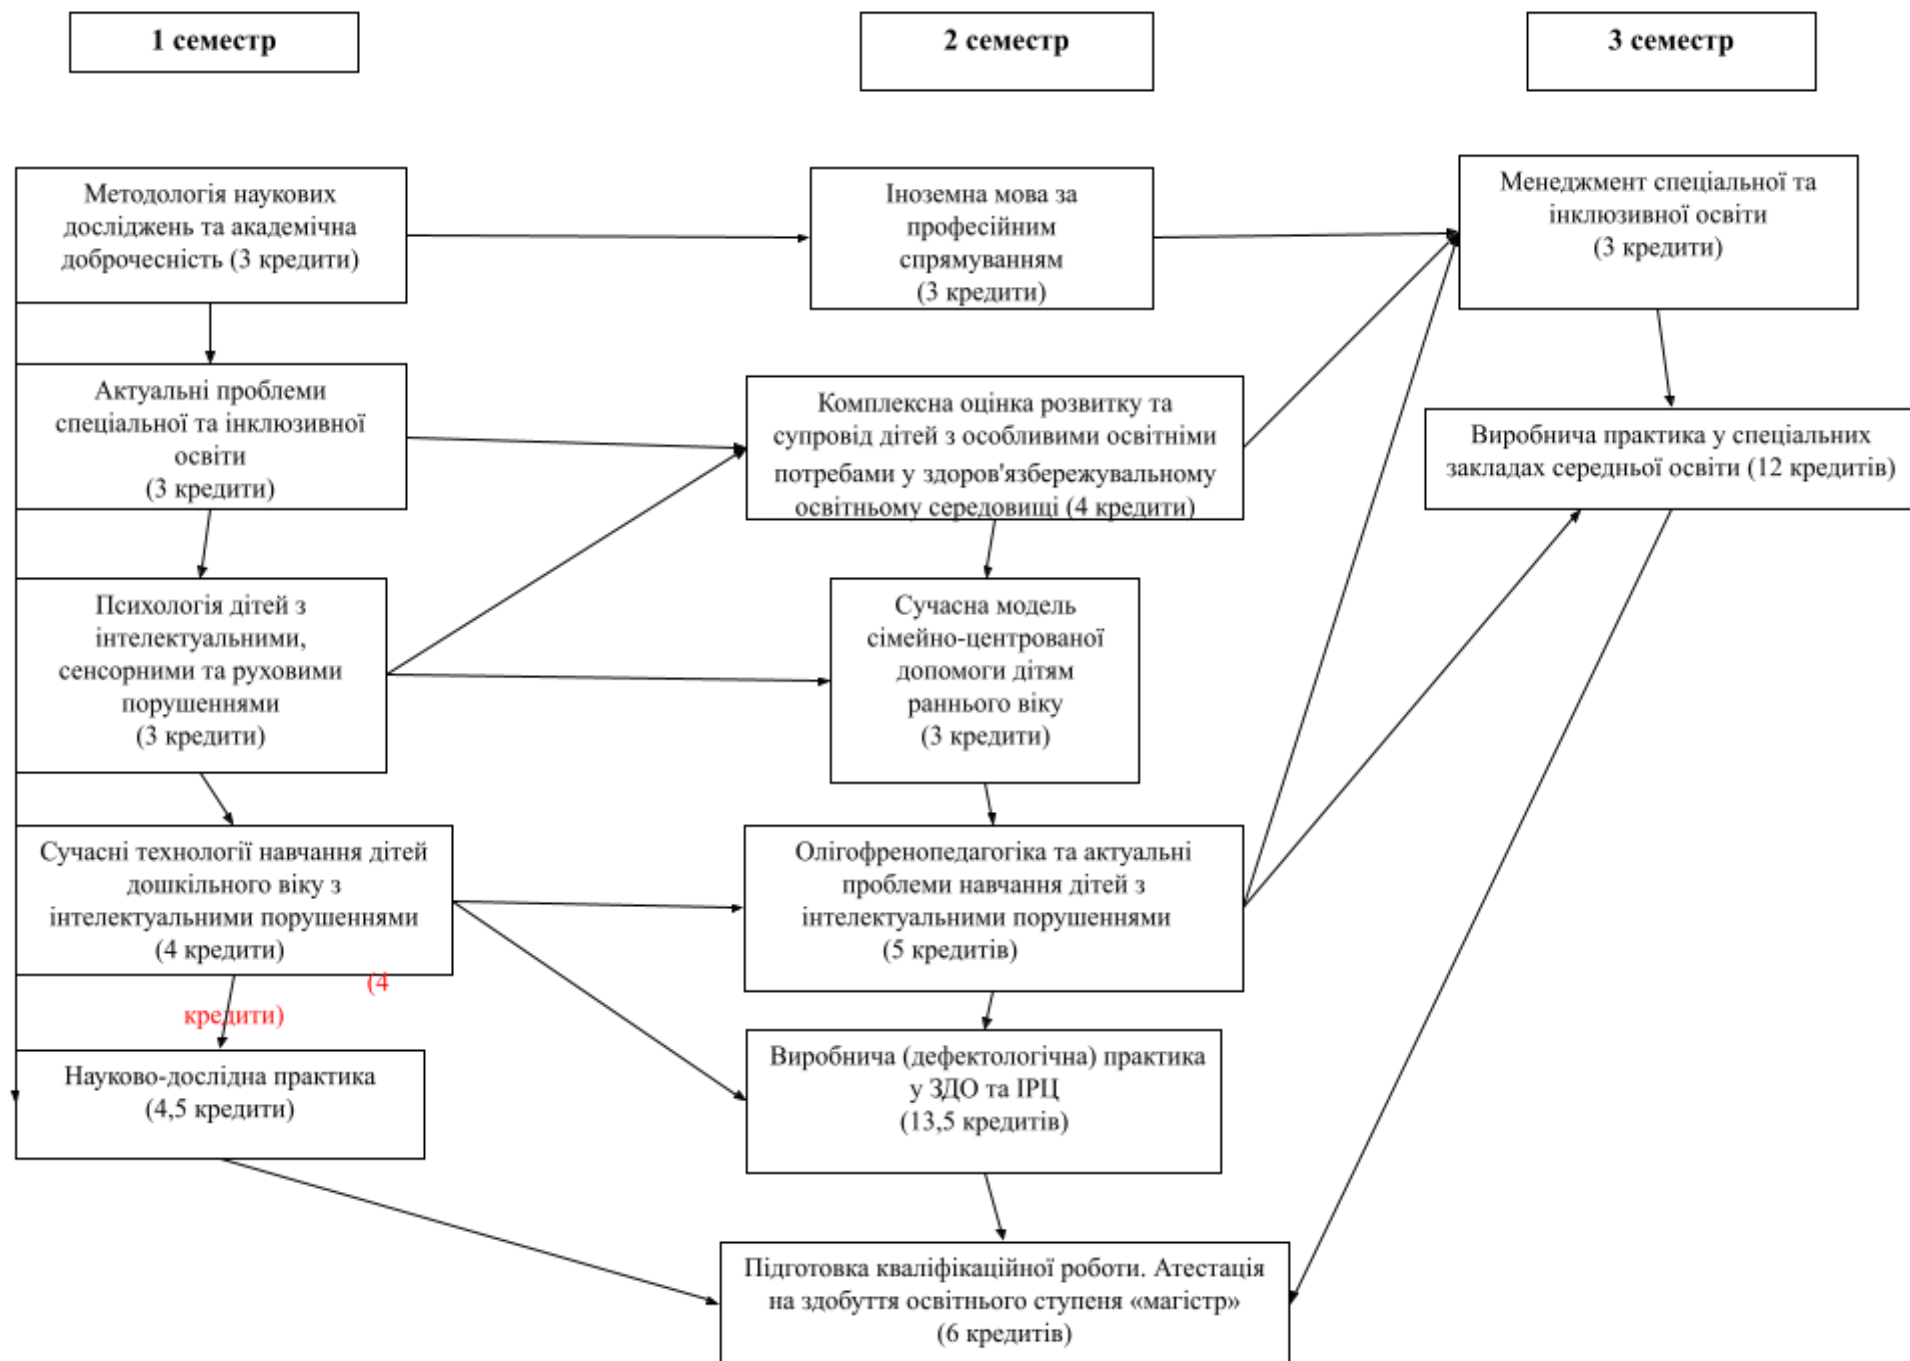 1 семестр
2 семестр
3 семестр
Методологія наукових
досліджень та академічна
доброчесність (3 кредити)
Іноземна мова за
професійним
спрямуванням
(3 кредити)
Менеджмент спеціальної та
інклюзивної освіти
(3 кредити)
Актуальні проблеми
спеціальної та інклюзивної
освіти
(3 кредити)
Комплексна оцінка розвитку та
супровід дітей з особливими освітніми
потребами у здоров'язбережувальному
освітньому середовищі (4 кредити)
Виробнича практика у спеціальних
закладах середньої освіти (12 кредитів)
Психологія дітей з
інтелектуальними,
сенсорними та руховими
порушеннями
(3 кредити)
Сучасна модель
сімейно-центрованої
допомоги дітям
раннього віку
(3 кредити)
Сучасні технології навчання дітей
дошкільного віку з
інтелектуальними порушеннями
(4 кредити)
(4
кредити)
Олігофренопедагогіка та актуальні
проблеми навчання дітей з
інтелектуальними порушеннями
(5 кредитів)
Науково-дослідна практика
(4,5 кредити)
Виробнича (дефектологічна) практика
у ЗДО та ІРЦ
(13,5 кредитів)
Підготовка кваліфікаційної роботи. Атестація
на здобуття освітнього ступеня «магістр»
(6 кредитів)